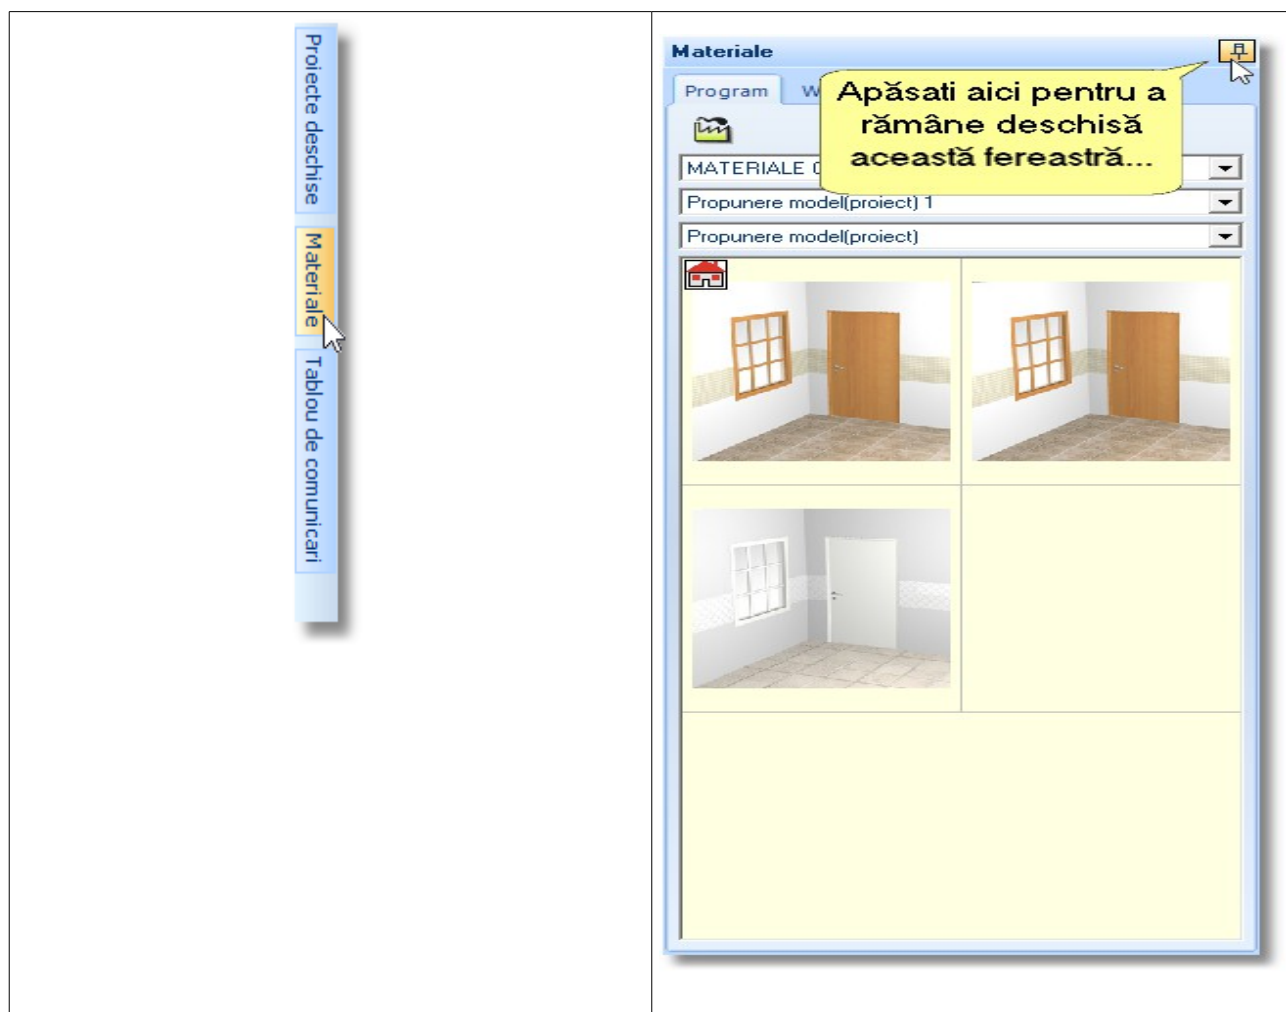 Proiecte deschise
Materiale
Tablou de comunicari
Materiale
Program
Apăsati aici pentru a
rămâne deschisă
această fereastră...
MATERIALE
Propunere model(proiect) 1
Propunere model(proiect)